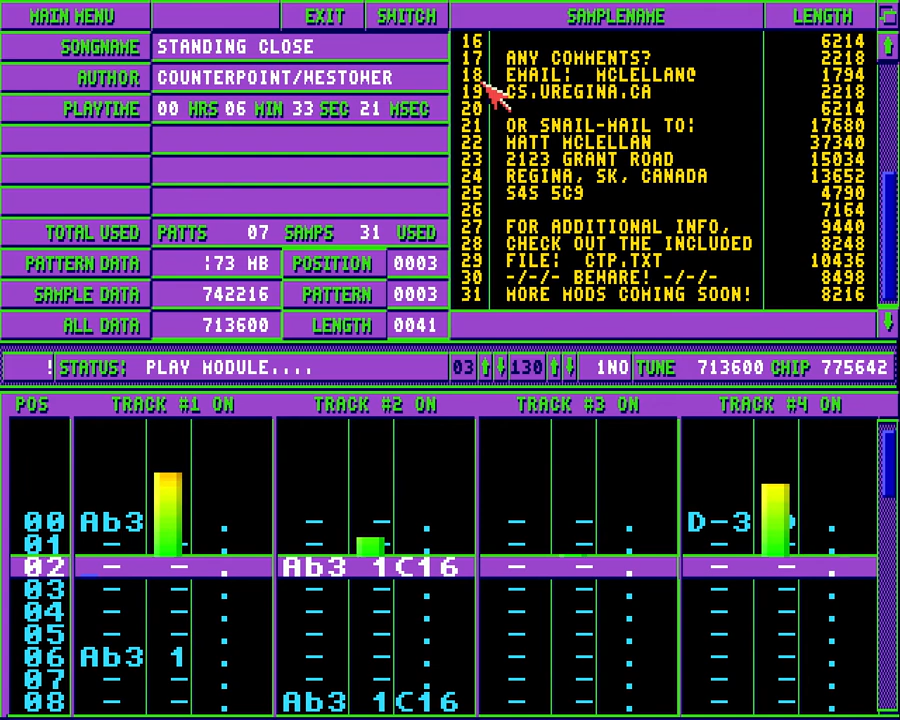 MAIN MENU EXIT SWITCH SAMPLENAME LENGTH
SONGNAME STANDING CLOSE
AUTHOR COUNTERPOINT/WESTOWER
PLAYTIME 00 HRS 06 MIN 33 SEC 21 MSEC
TOTAL USED PATTS 07 SAMPS 31 USED
PATTERN DATA :73 HB POSITION 0003
SAMPLE DATA 742216 PATTERN 0003
ALL DATA 713600 LENGTH 0041
16 6214
17 ANY COMMENTS? 2218
18 EMAIL: MCLELLAN@ 1794
19 CS.UREGINA.CA 2218
20 6214
21 OR SNAIL-MAIL TO: 17680
22 MATT MCLELLAN 37340
23 2123 GRANT ROAD 15034
24 REGINA, SK, CANADA 13652
25 S4S 5C9 4790
26 7164
27 FOR ADDITIONAL INFO, 9440
28 CHECK OUT THE INCLUDED 8248
29 FILE: CTP.TXT 10436
30 -/-/- BEWARE! -/-/- 8498
31 MORE MODS COMING SOON! 8216
! STATUS: PLAY MODULE.... 03 130 1NO TUNE 713600 CHIP 775642
POS TRACK #1 ON TRACK #2 ON TRACK #3 ON TRACK #4 ON
00 Ab3 . - - . - - . D-3 .
01 - - . - - . - - . - - .
02 - - . Ab3 1C16 - - . - - .
03 - - . - - . - - . - - .
04 - - . - - . - - . - - .
05 - - . - - . - - . - - .
06 Ab3 1 . - - . - - . - - .
07 - - . - - . - - . - - .
08 - - . Ab3 1C16 - - . - - .